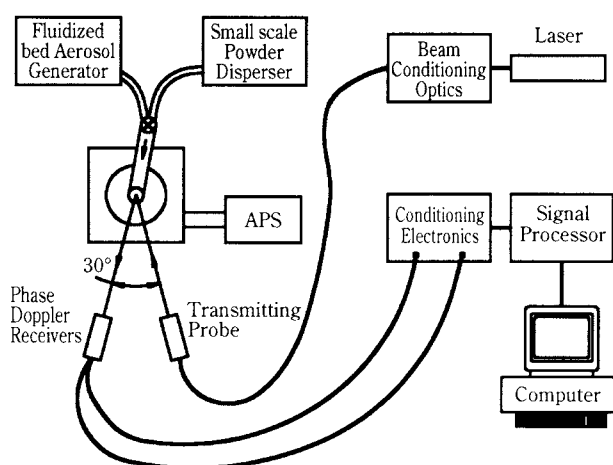 Fluidized
bed Aerosol
Generator
Small scale
Powder
Disperser
Beam
Conditioning
Optics
Laser
APS
Conditioning
Electronics
Signal
Processor
30°
Phase
Doppler
Receivers
Transmitting
Probe
Computer